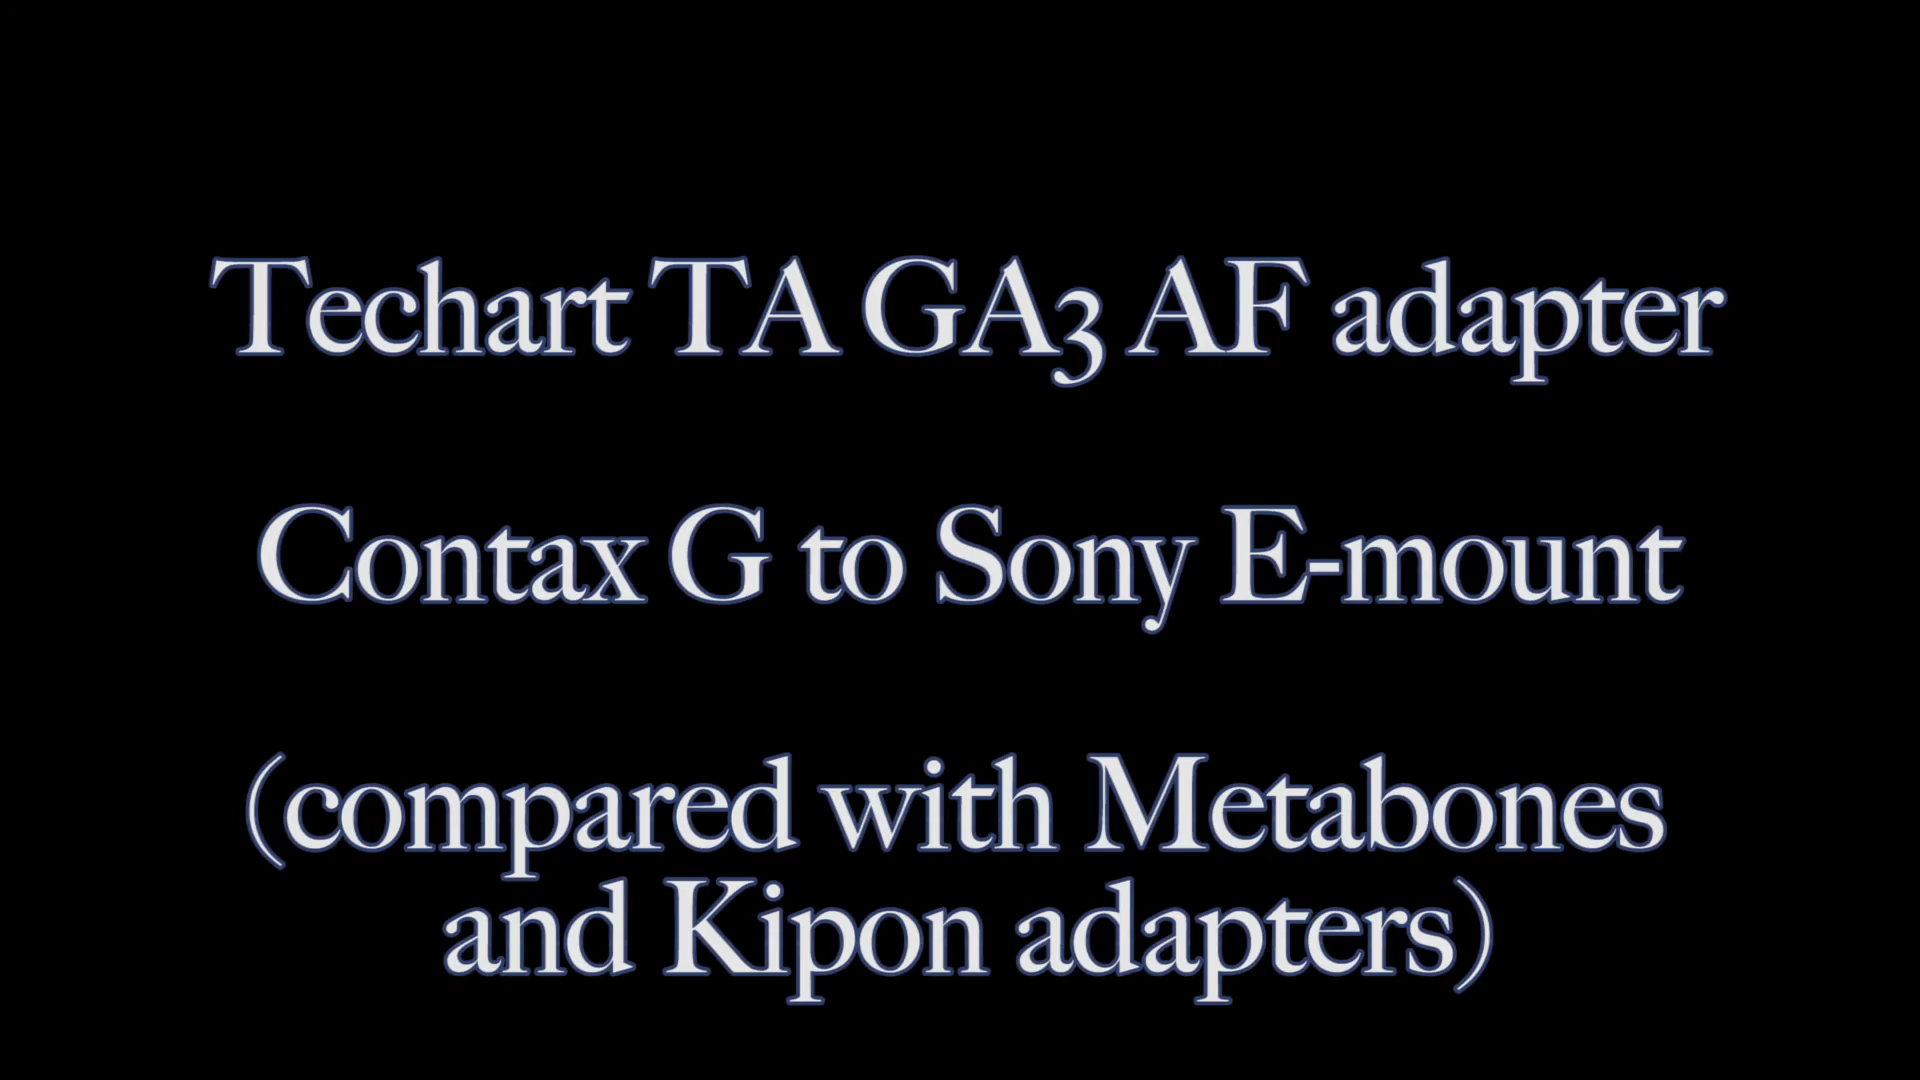 Techart TA GA3 AF adapter
Contax G to Sony E-mount
(compared with Metabones
and Kipon adapters)